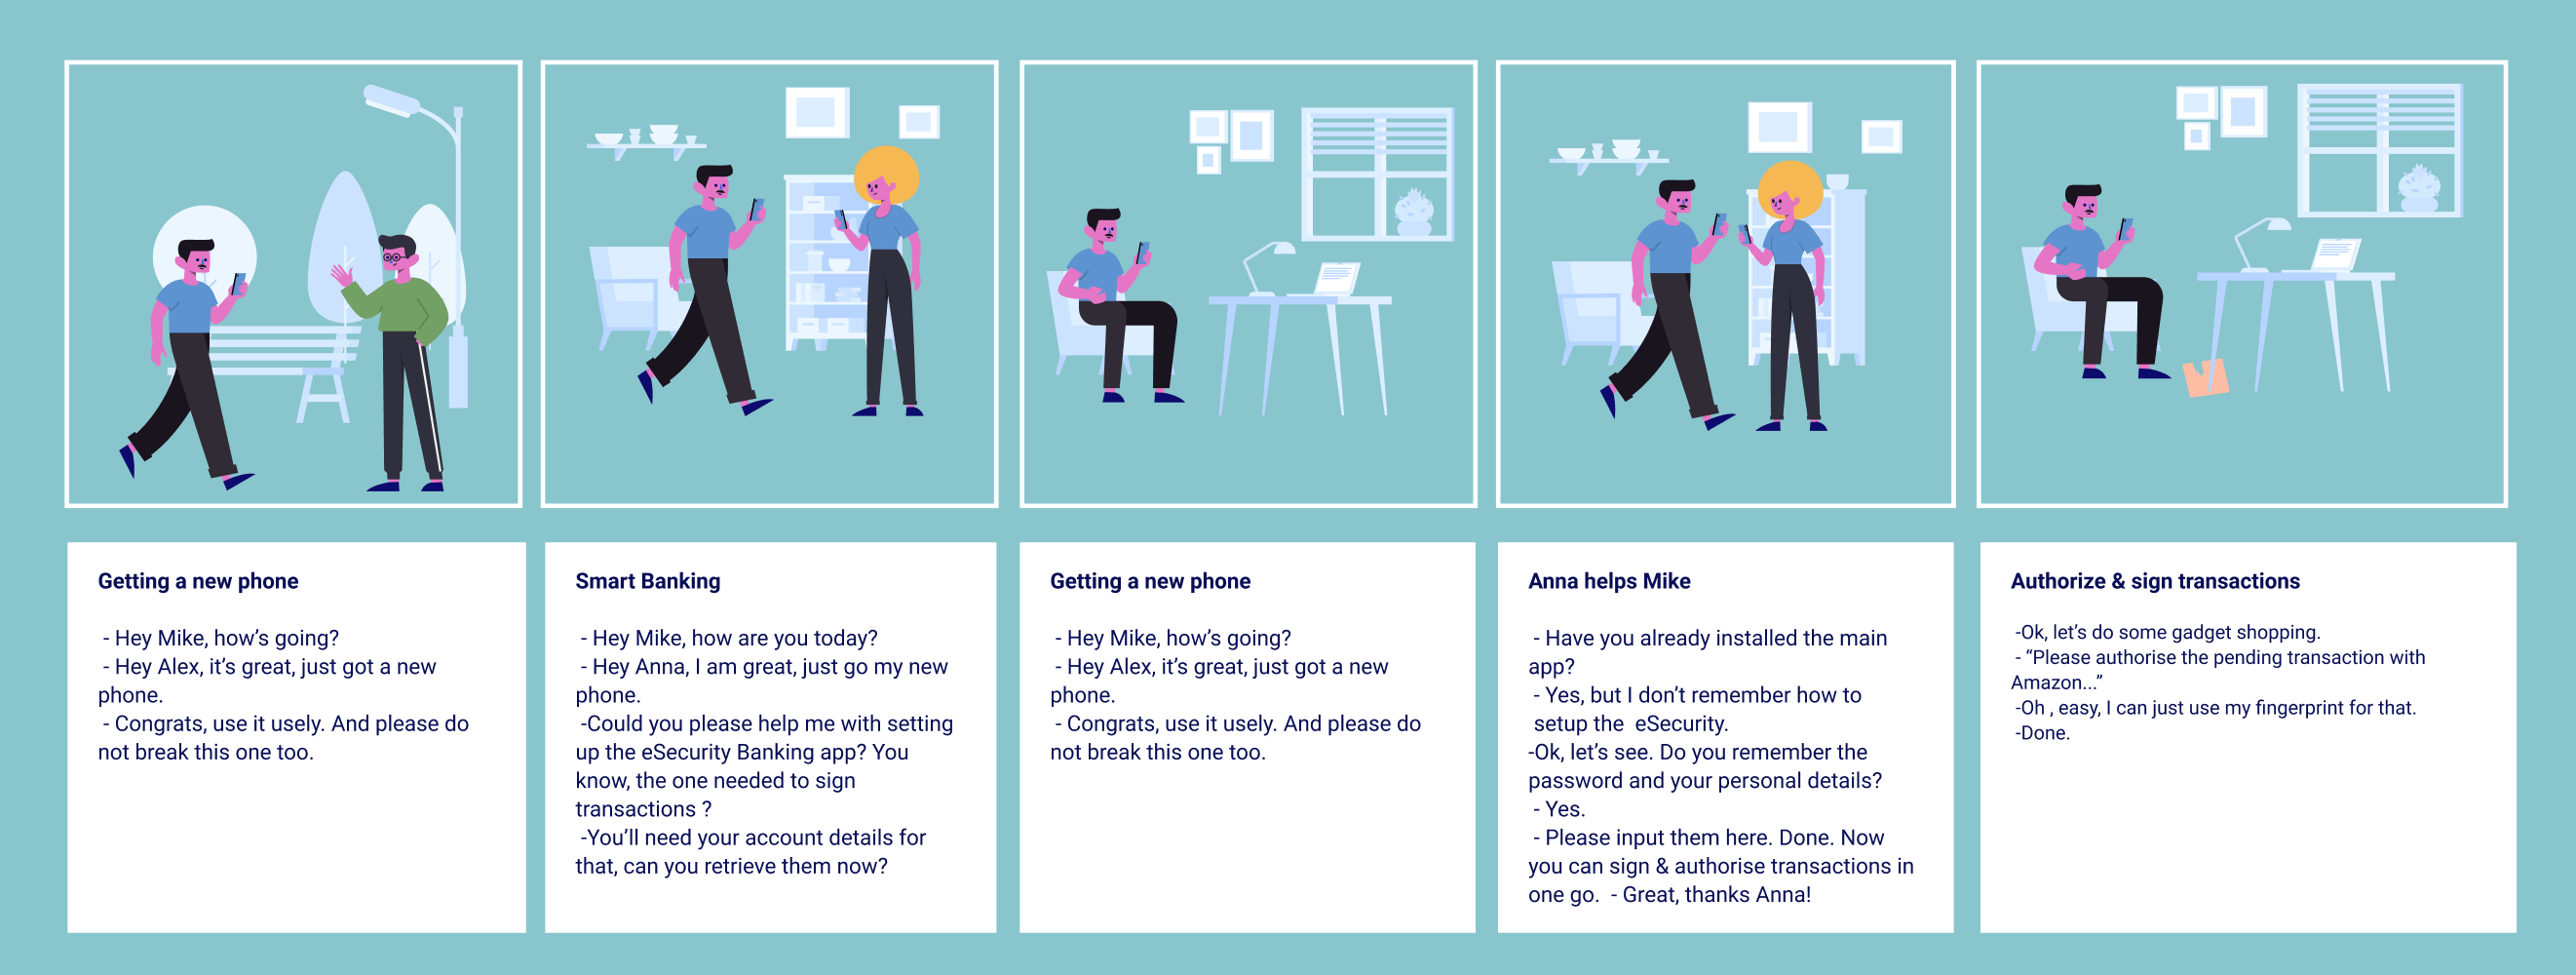 Getting a new phone
- Hey Mike, how’s going?
- Hey Alex, it’s great, just got a new
phone.
- Congrats, use it usely. And please do
not break this one too.
Smart Banking
- Hey Mike, how are you today?
- Hey Anna, I am great, just go my new
phone.
-Could you please help me with setting
up the eSecurity Banking app? You
know, the one needed to sign
transactions ?
-You’ll need your account details for
that, can you retrieve them now?
Getting a new phone
- Hey Mike, how’s going?
- Hey Alex, it’s great, just got a new
phone.
- Congrats, use it usely. And please do
not break this one too.
Anna helps Mike
- Have you already installed the main
app?
- Yes, but I don’t remember how to
setup the  eSecurity.
-Ok, let’s see. Do you remember the
password and your personal details?
- Yes.
- Please input them here. Done. Now
you can sign & authorise transactions in
one go.  - Great, thanks Anna!
Authorize & sign transactions
-Ok, let’s do some gadget shopping.
- “Please authorise the pending transaction with
Amazon...”
-Oh , easy, I can just use my fingerprint for that.
-Done.